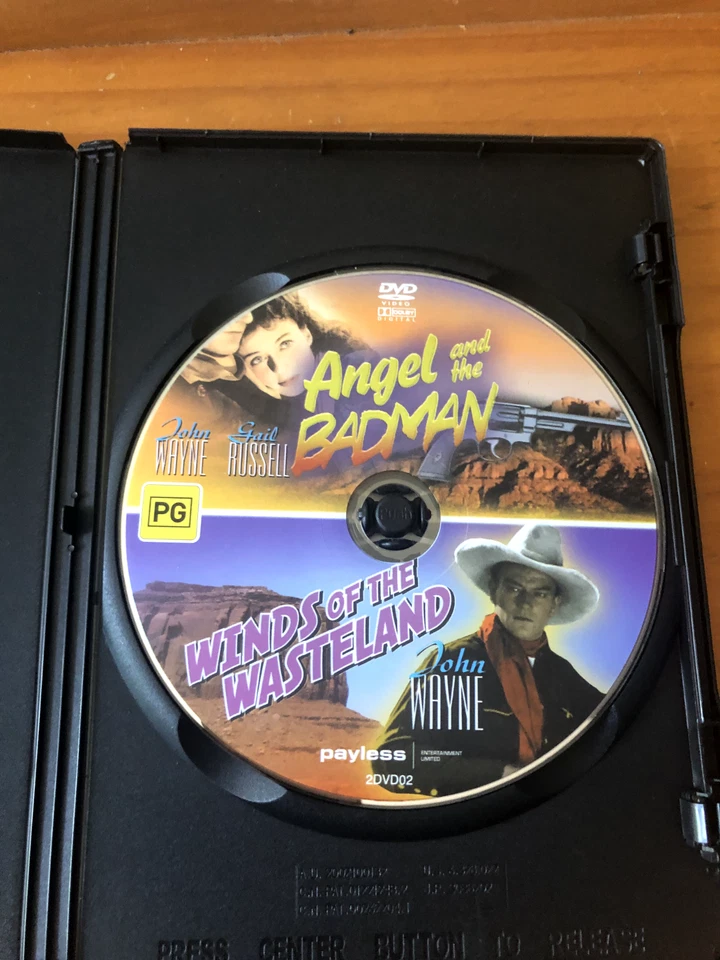 DVD
VIDEO
DOLBY
DIGITAL
Angel and the
BADMAN
John Gail
WAYNE RUSSELL
PG
PUSH
WINDS OF THE
WASTELAND
John
WAYNE
payless ENTERTAINMENT
LIMITED
2DVD02
PRESS CENTER BUTTON TO RELEASE